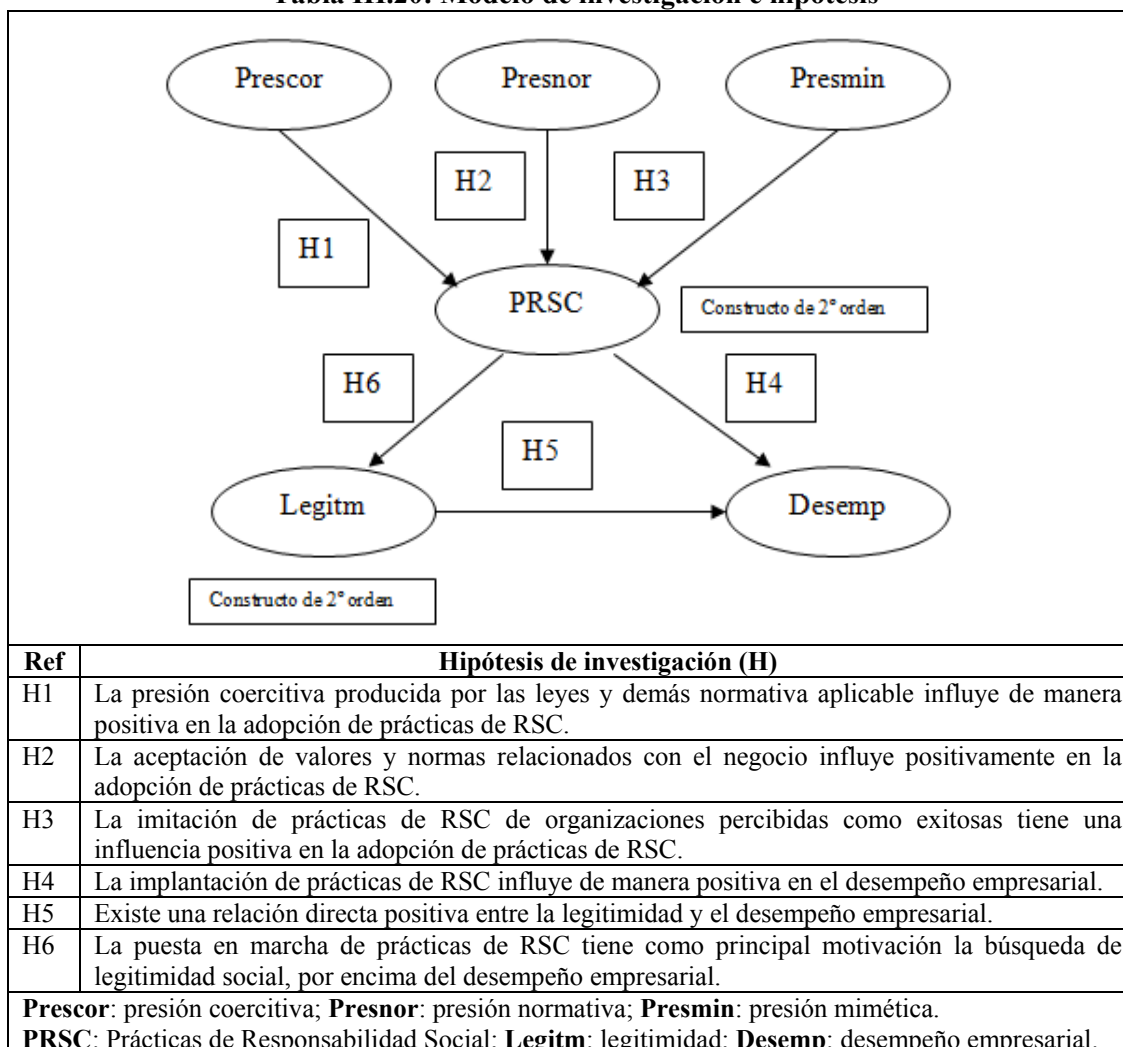 Tabla III.20: Modelo de investigación e hipótesis
Prescor
Presnor
Presmin
H2
H3
H1
PRSC
Constructo de 2º orden
H6
H4
H5
Legitm
Desemp
Constructo de 2º orden
Ref Hipótesis de investigación (H)
H1 La presión coercitiva producida por las leyes y demás normativa aplicable influye de manera
positiva en la adopción de prácticas de RSC.
H2 La aceptación de valores y normas relacionados con el negocio influye positivamente en la
adopción de prácticas de RSC.
H3 La imitación de prácticas de RSC de organizaciones percibidas como exitosas tiene una
influencia positiva en la adopción de prácticas de RSC.
H4 La implantación de prácticas de RSC influye de manera positiva en el desempeño empresarial.
H5 Existe una relación directa positiva entre la legitimidad y el desempeño empresarial.
H6 La puesta en marcha de prácticas de RSC tiene como principal motivación la búsqueda de
legitimidad social, por encima del desempeño empresarial.
Prescor: presión coercitiva; Presnor: presión normativa; Presmin: presión mimética.
PRSC: Prácticas de Responsabilidad Social; Legitm: legitimidad; Desemp: desempeño empresarial.